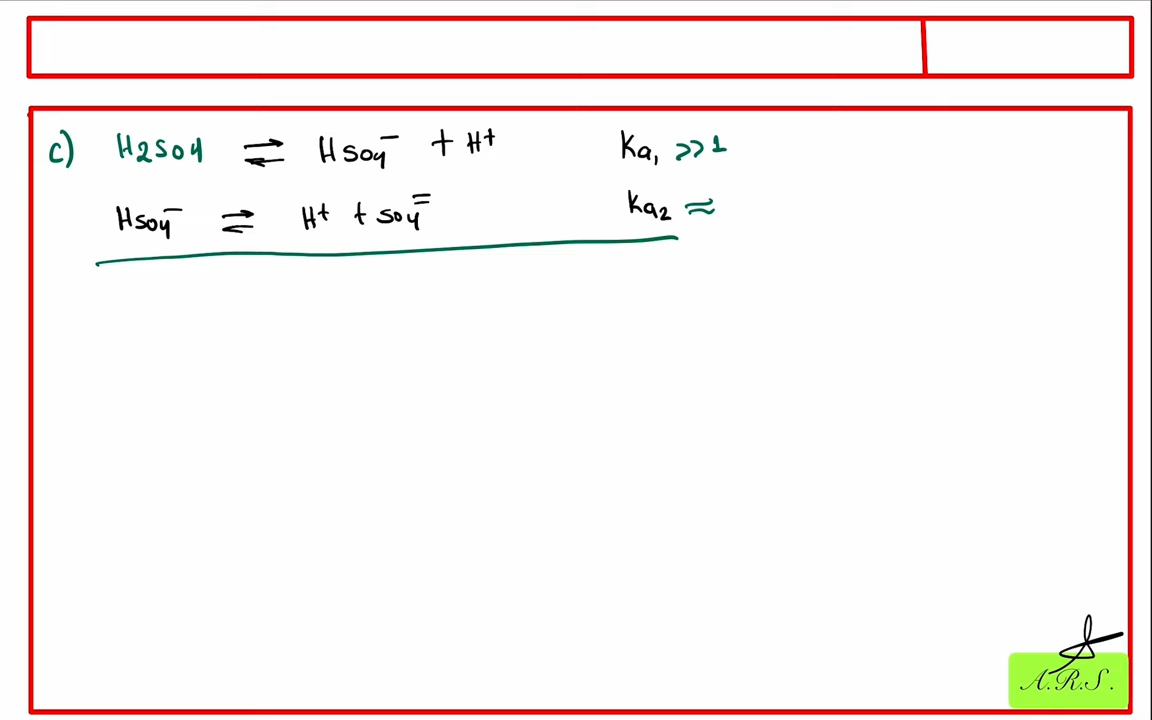 c) H2SO4 ⇌ HSO4⁻ + H⁺ Ka₁ >> 1
HSO4⁻ ⇌ H⁺ + SO4⁼ Ka₂ ≈
A.R.S.